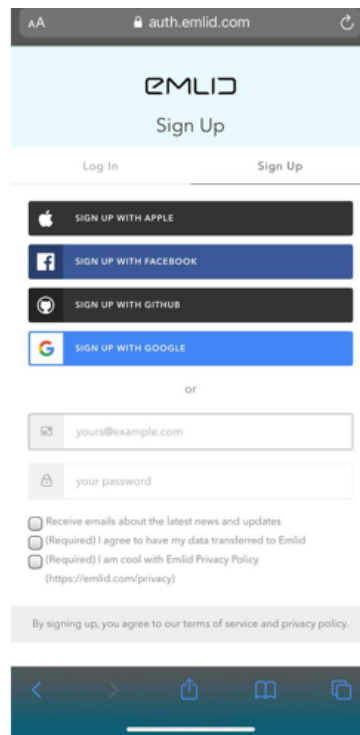 AA auth.emlid.com
EMLID
Sign Up
Log In Sign Up
SIGN UP WITH APPLE
SIGN UP WITH FACEBOOK
SIGN UP WITH GITHUB
SIGN UP WITH GOOGLE
or
yours@example.com
your password
Receive emails about the latest news and updates
(Required) I agree to have my data transferred to Emlid
(Required) I am cool with Emlid Privacy Policy
(https://emlid.com/privacy)
By signing up, you agree to our terms of service and privacy policy.